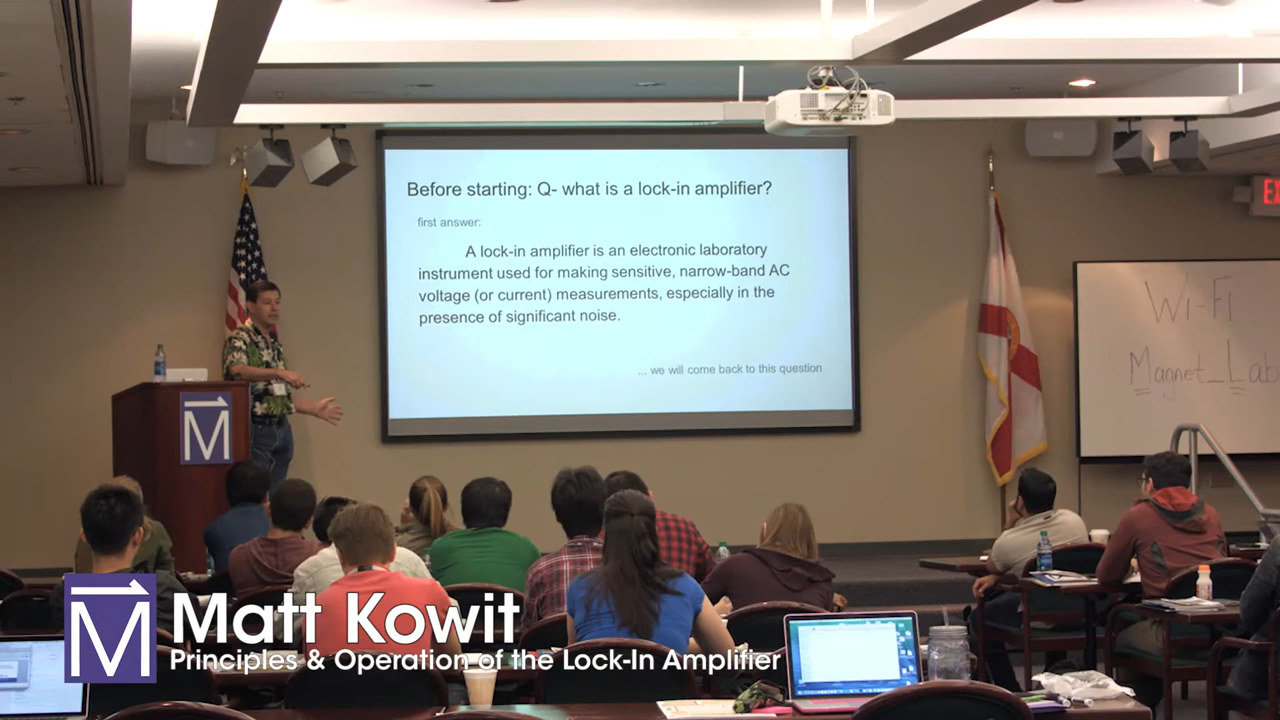 Before starting: Q- what is a lock-in amplifier?
first answer:
A lock-in amplifier is an electronic laboratory
instrument used for making sensitive, narrow-band AC
voltage (or current) measurements, especially in the
presence of significant noise.
... we will come back to this question
EX
Wi-Fi
Magnet_Lab
M
M
Matt Kowit
Principles & Operation of the Lock-In Amplifier